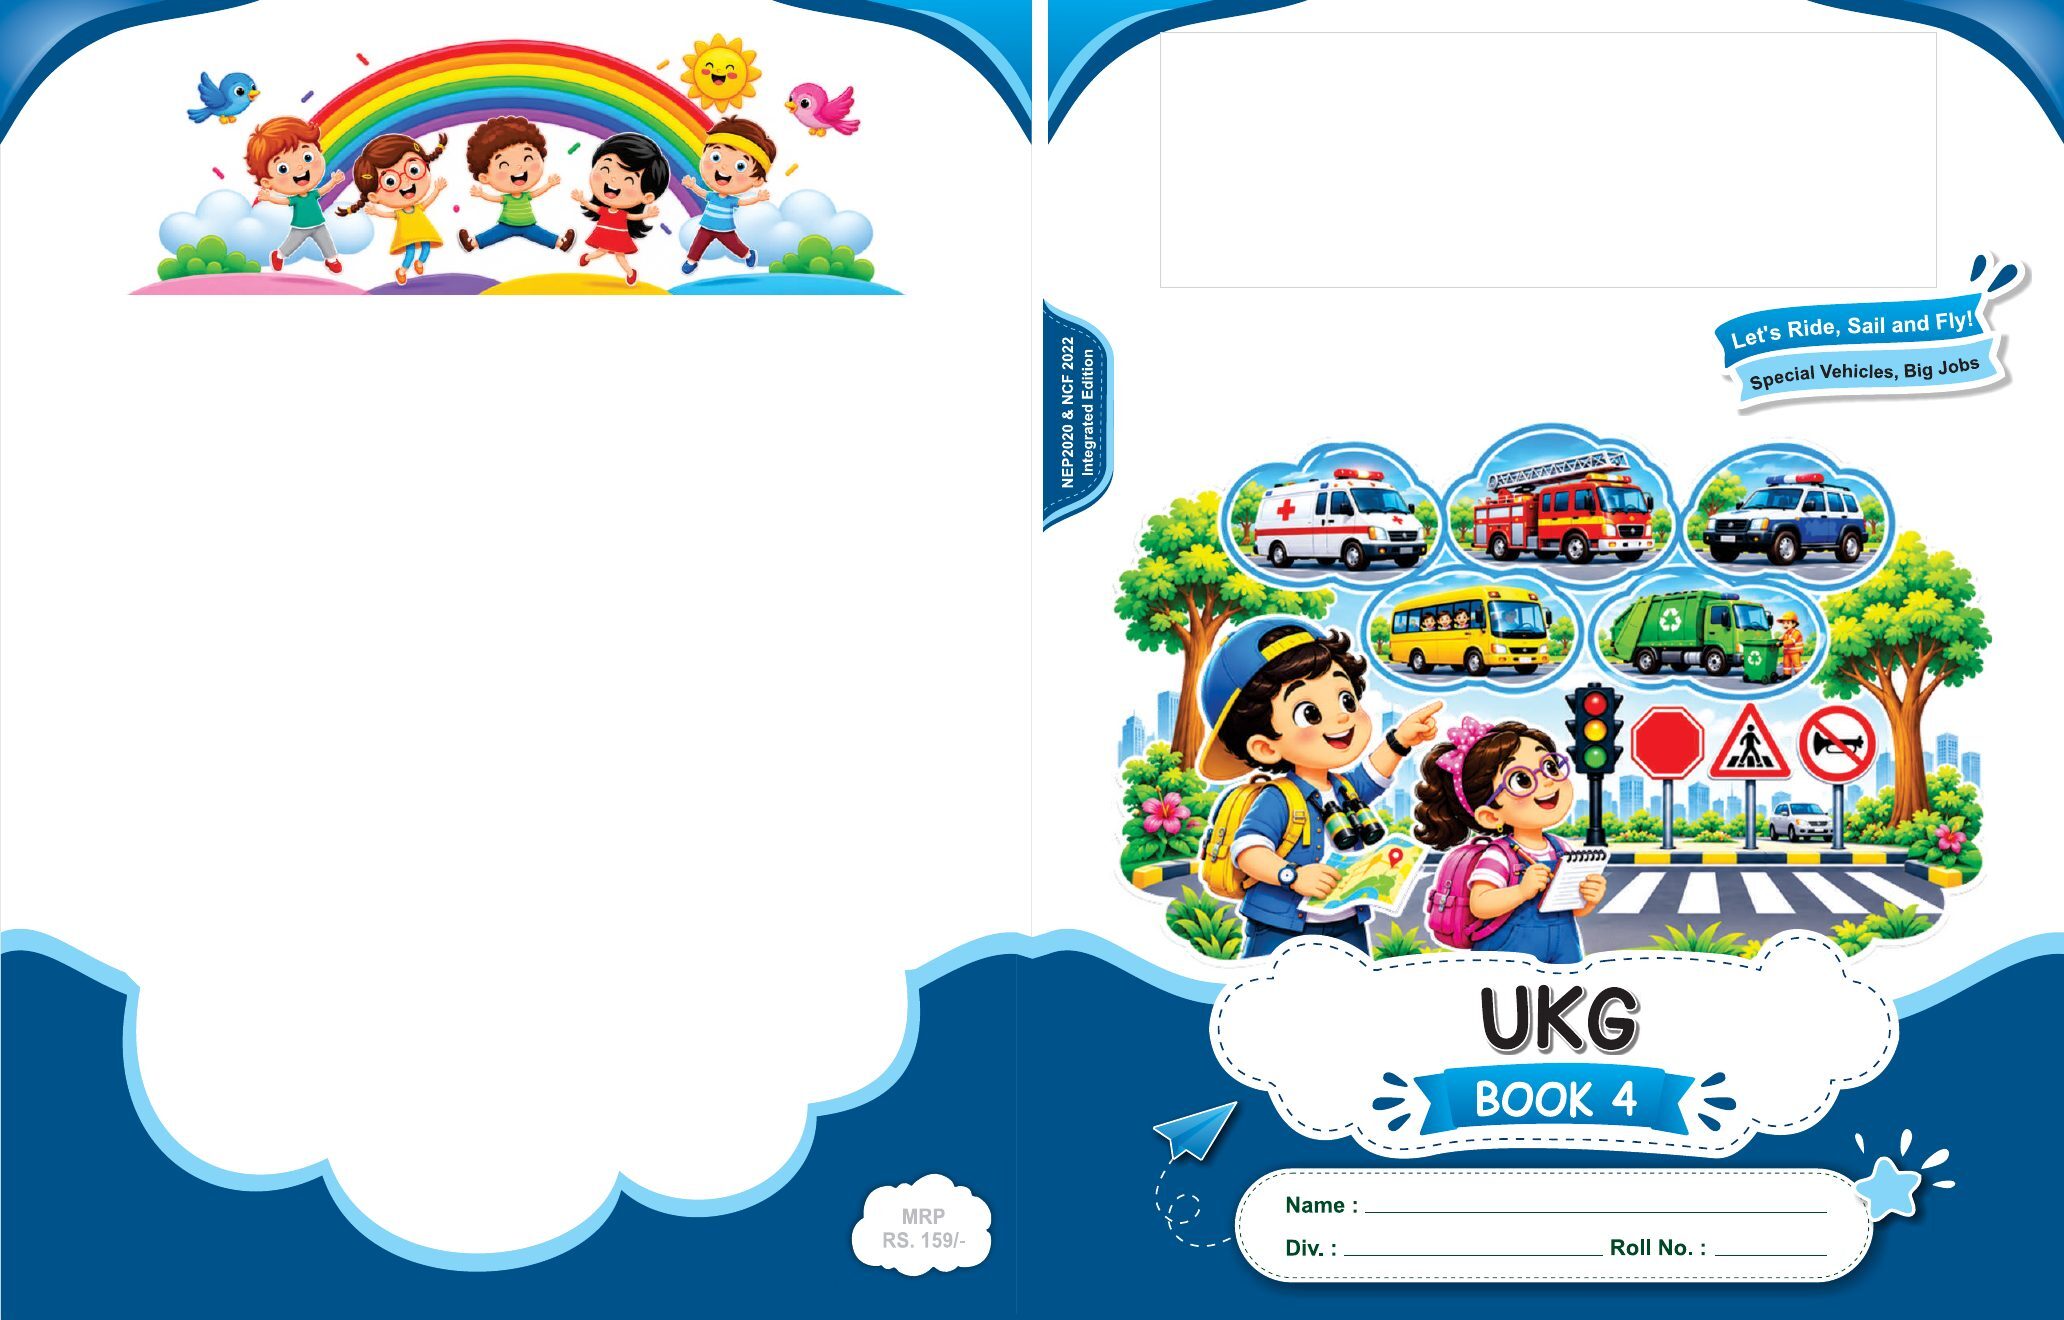 Let's Ride, Sail and Fly!
Special Vehicles, Big Jobs
NEP2020 & NCF 2022
Integrated Edition
UKG
BOOK 4
Name :
Div. :
Roll No. :
MRP
RS. 159/-